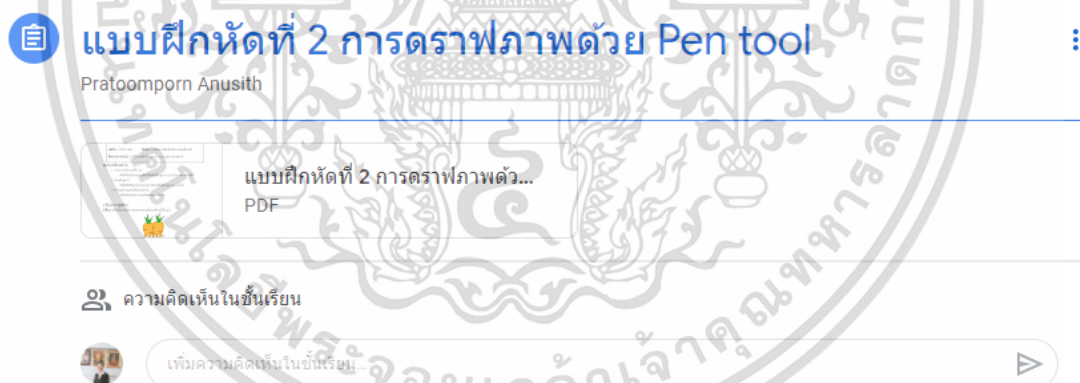 แบบฝึกหัดที่ 2 การดราฟภาพด้วย Pen tool
Pratoomporn Anusith
แบบฝึกหัดที่ 2 การดราฟภาพด้ว...
PDF
ความคิดเห็นในชั้นเรียน
เพิ่มความคิดเห็นในชั้นเรียน...